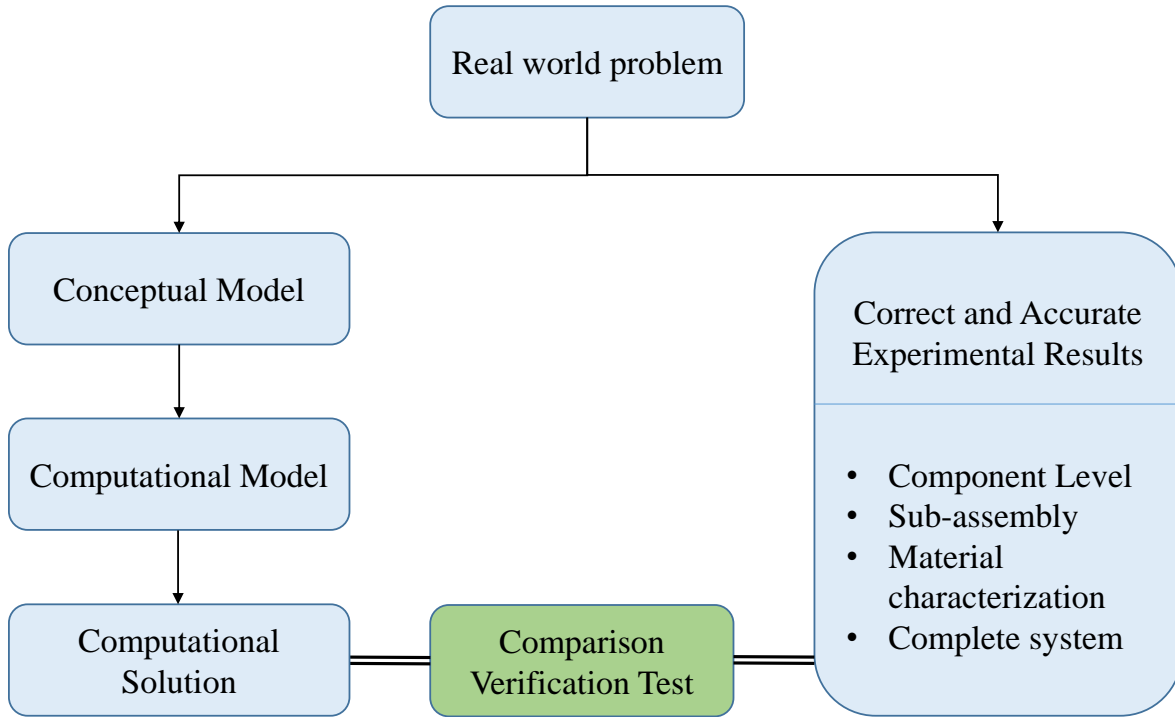 Real world problem
Conceptual Model
Computational Model
Computational
Solution
Comparison
Verification Test
Correct and Accurate
Experimental Results
• Component Level
• Sub-assembly
• Material
characterization
• Complete system